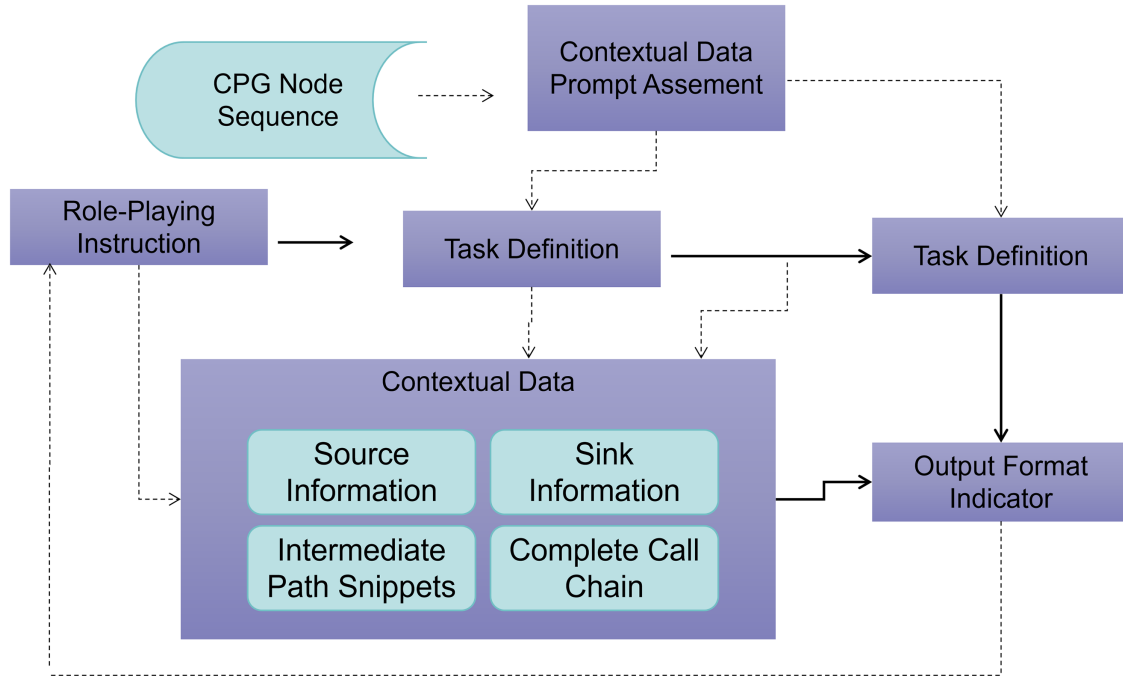 CPG Node
Sequence
Contextual Data
Prompt Assement
Role-Playing
Instruction
Task Definition
Task Definition
Contextual Data
Source
Information
Sink
Information
Intermediate
Path Snippets
Complete Call
Chain
Output Format
Indicator